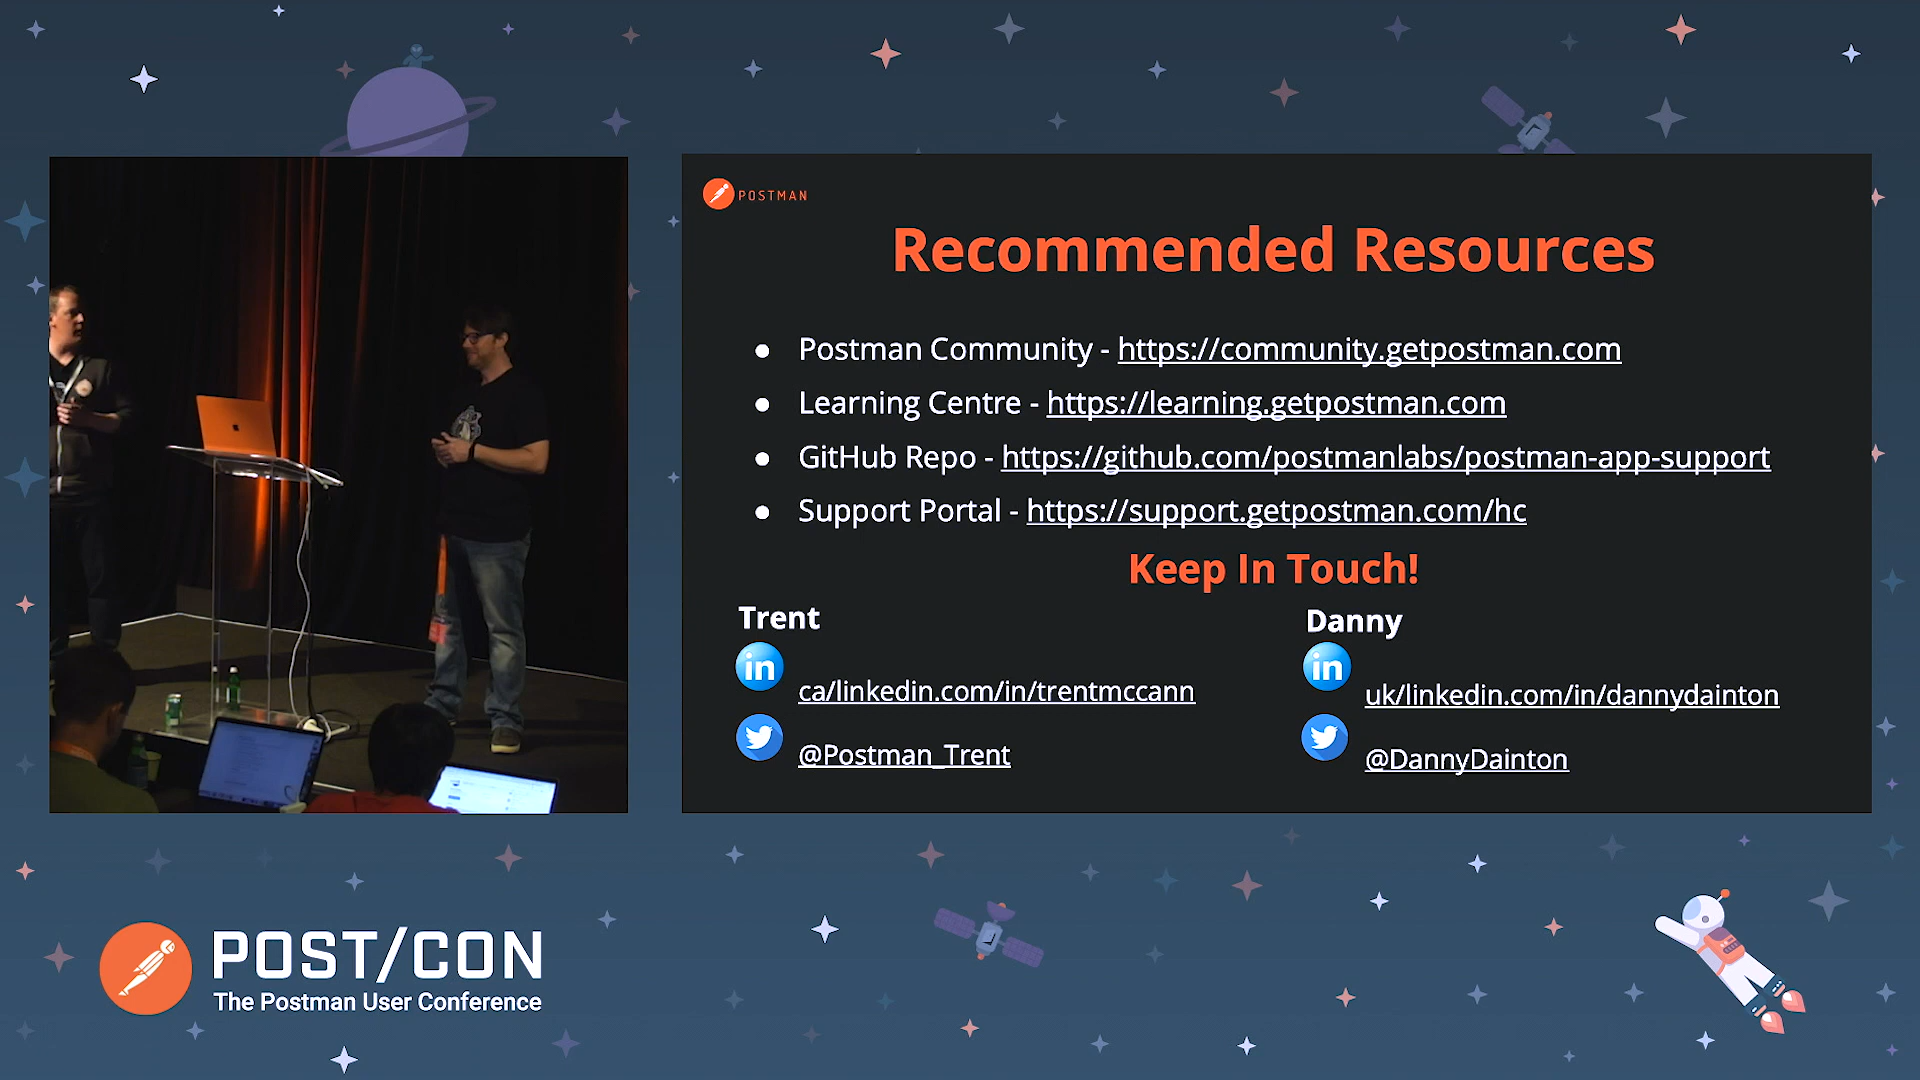 POSTMAN
Recommended Resources
● Postman Community - https://community.getpostman.com
● Learning Centre - https://learning.getpostman.com
● GitHub Repo - https://github.com/postmanlabs/postman-app-support
● Support Portal - https://support.getpostman.com/hc
Keep In Touch!
Trent
in
ca/linkedin.com/in/trentmccann
@Postman_Trent
Danny
in
uk/linkedin.com/in/dannydainton
@DannyDainton
POST/CON
The Postman User Conference